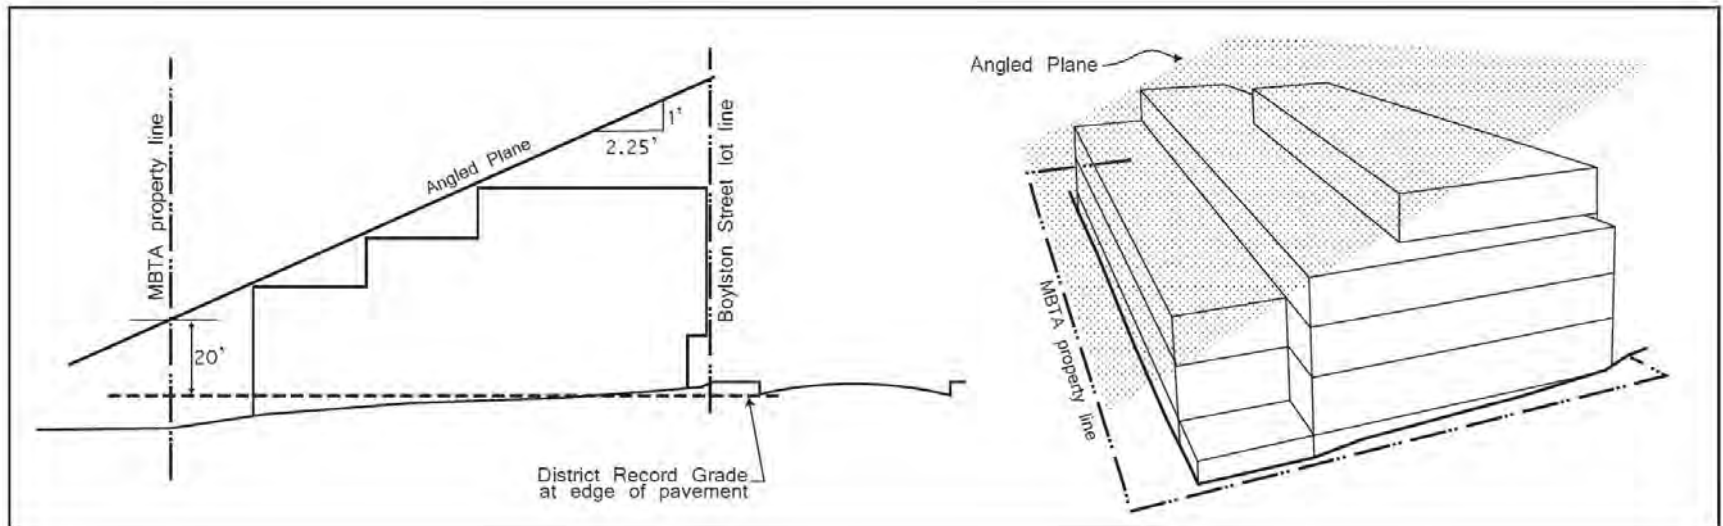 MBTA property line
20'
Angled Plane
1'
2.25'
Boylston Street lot line
District Record Grade
at edge of pavement
Angled Plane
MBTA property line